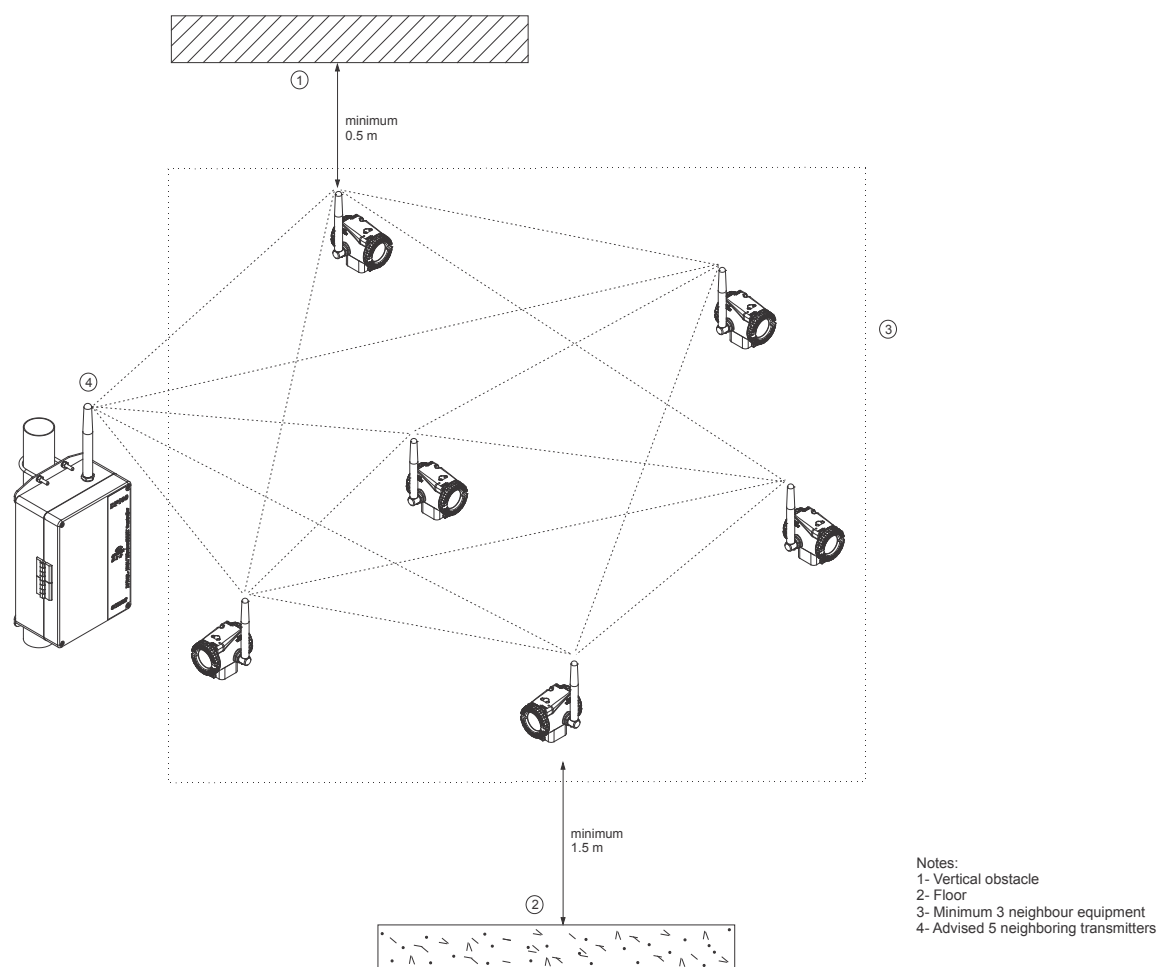 1
minimum
0.5 m
3
4
minimum
1.5 m
2
Notes:
1- Vertical obstacle
2- Floor
3- Minimum 3 neighbour equipment
4- Advised 5 neighboring transmitters